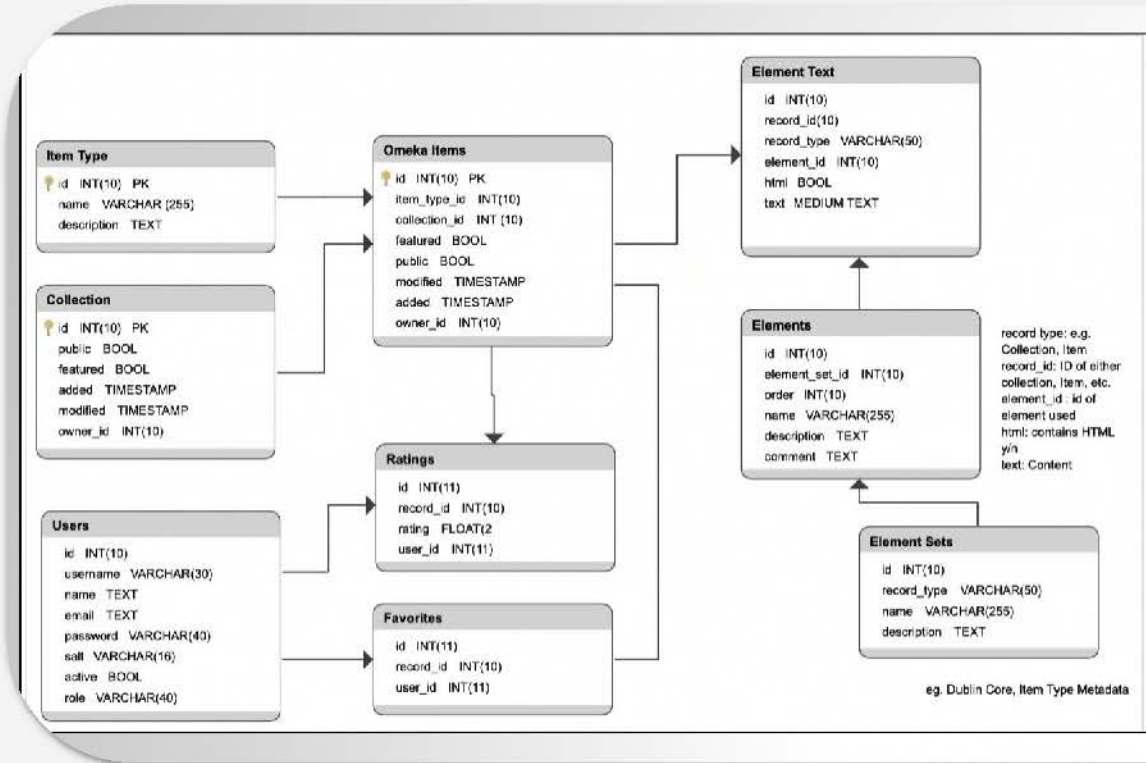 Item Type
id INT(10) PK
name VARCHAR (255)
description TEXT
Collection
id INT(10) PK
public BOOL
featured BOOL
added TIMESTAMP
modified TIMESTAMP
owner_id INT(10)
Users
id INT(10)
username VARCHAR(30)
name TEXT
email TEXT
password VARCHAR(40)
salt VARCHAR(16)
active BOOL
role VARCHAR(40)
Omeka Items
id INT(10) PK
item_type_id INT(10)
collection_id INT (10)
featured BOOL
public BOOL
modified TIMESTAMP
added TIMESTAMP
owner_id INT(10)
Ratings
id INT(11)
record_id INT(10)
rating FLOAT(2
user_id INT(11)
Favorites
id INT(11)
record_id INT(10)
user_id INT(11)
Element Text
id INT(10)
record_id(10)
record_type VARCHAR(50)
element_id INT(10)
html BOOL
text MEDIUM TEXT
Elements
id INT(10)
element_set_id INT(10)
order INT(10)
name VARCHAR(255)
description TEXT
comment TEXT
record type: e.g.
Collection, Item
record_id: ID of either
collection, Item, etc.
element_id : id of
element used
html: contains HTML
y/n
text: Content
Element Sets
id INT(10)
record_type VARCHAR(50)
name VARCHAR(255)
description TEXT
eg. Dublin Core, Item Type Metadata